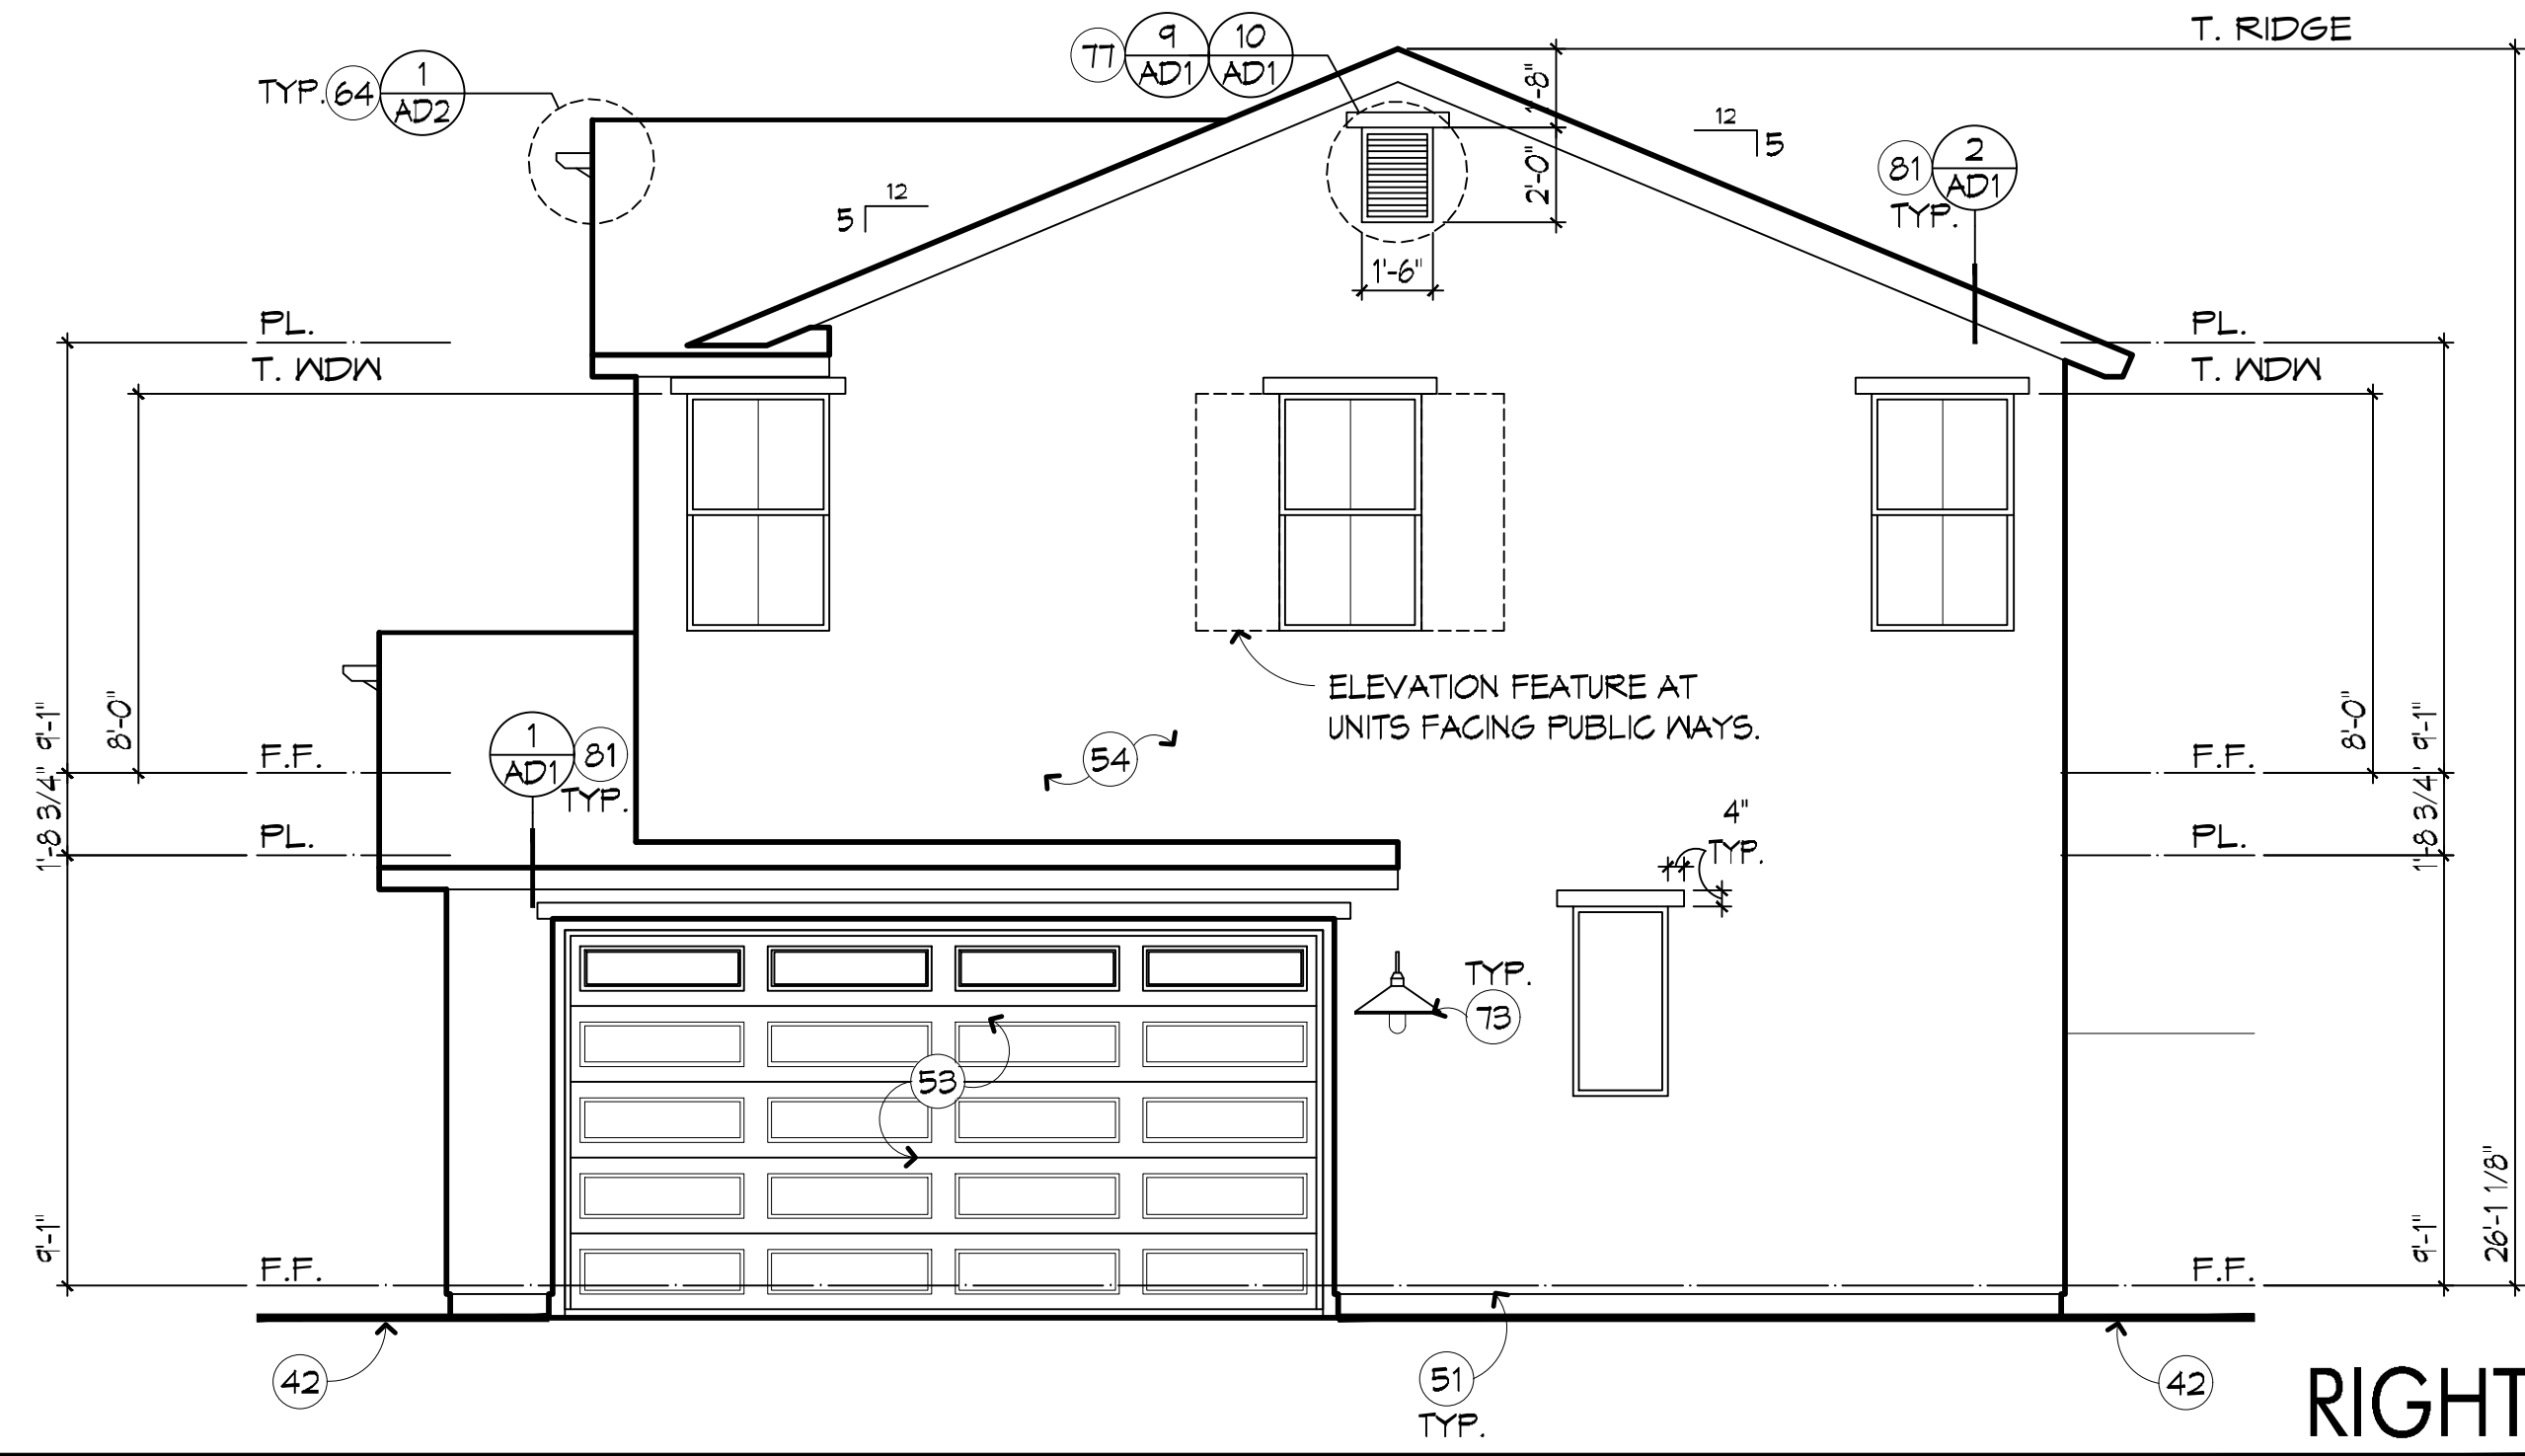 T. RIDGE
9
10
77
AD1
AD1
1
TYP. 64
AD2
1'-8"
12
5
2
81
AD1
TYP.
2'-0"
12
5
1'-6"
PL.
PL.
T. WDW
T. WDW
ELEVATION FEATURE AT
UNITS FACING PUBLIC WAYS.
9'-1"
8'-0"
8'-0"
9'-1"
1
81
AD1
TYP.
54
F.F.
F.F.
1'-8 3/4"
1'-8 3/4"
4"
TYP.
PL.
PL.
TYP.
73
53
9'-1"
9'-1"
26'-1 1/8"
F.F.
F.F.
42
51
TYP.
42
RIGHT